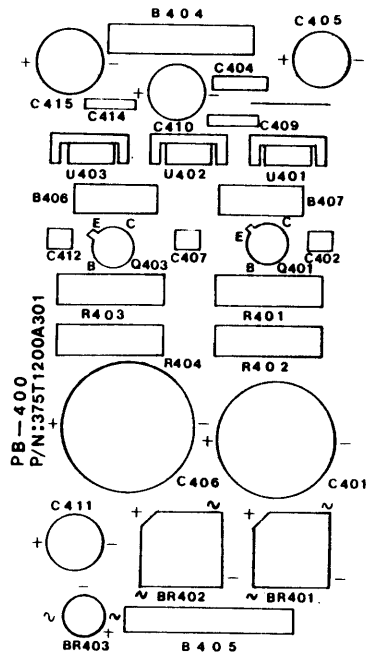 B404
C405
+
-
+
-
C404
C415
C414
+
-
C410
C409
U403
U402
U401
B406
B407
E
C
B
Q403
C412
C407
E
C
B
Q401
C402
R403
R401
R404
R402
PB-400
P/N:375T1200A301
+
-
C406
+
-
C401
C411
+
-
+
~
~
-
BR402
+
~
~
-
BR401
-
~
~
+
BR403
B405